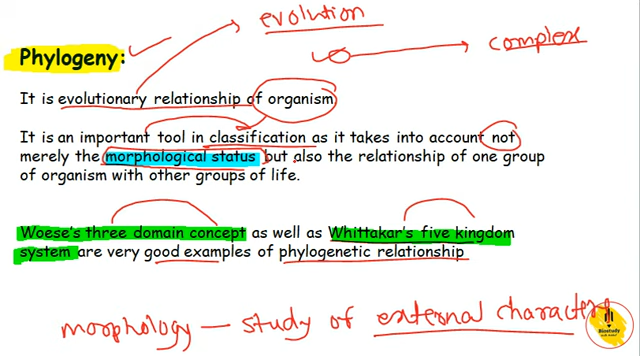 evolution
complex
Phylogeny:
It is evolutionary relationship of organism
It is an important tool in classification as it takes into account not
merely the morphological status but also the relationship of one group
of organism with other groups of life.
Woese's three domain concept as well as Whittakar's five kingdom
system are very good examples of phylogenetic relationship
morphology — study of external characters